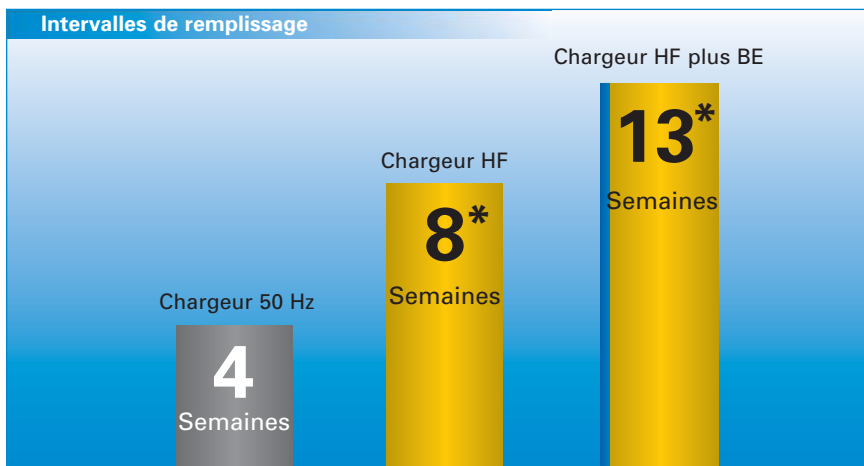 Intervalles de remplissage
Chargeur HF plus BE
13*
Semaines
Chargeur HF
8*
Semaines
Chargeur 50 Hz
4
Semaines